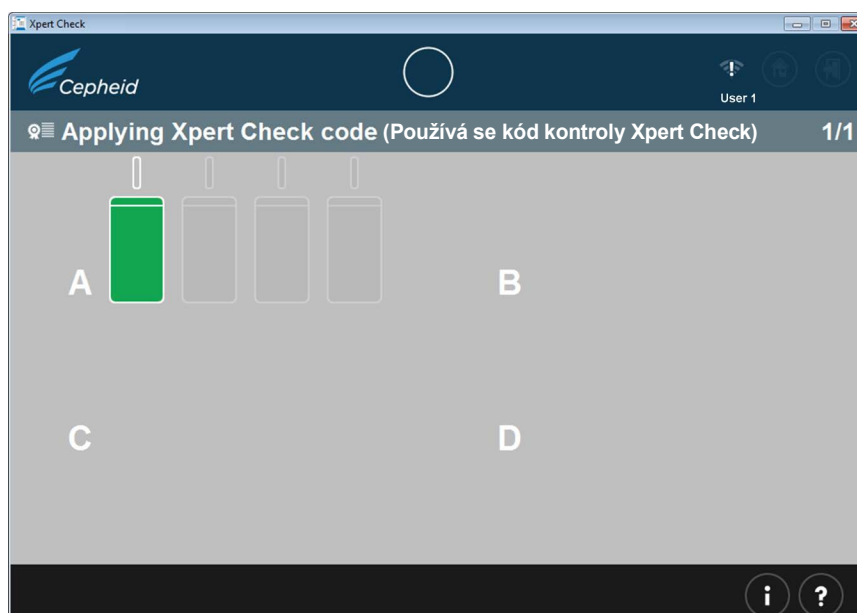 Xpert Check
Cepheid
User 1
Applying Xpert Check code (Používá se kód kontroly Xpert Check) 1/1
A
B
C
D
i ?